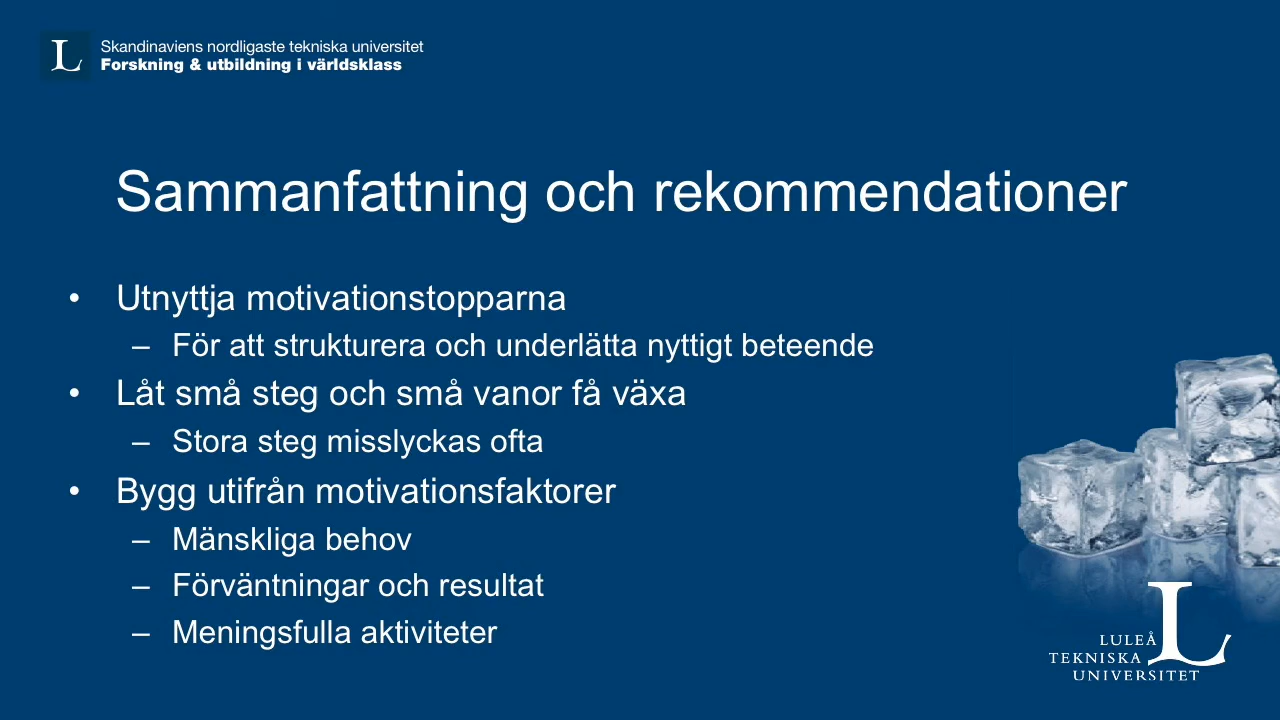 L
Skandinaviens nordligaste tekniska universitet
Forskning & utbildning i världsklass
Sammanfattning och rekommendationer
• Utnyttja motivationstopparna
– För att strukturera och underlätta nyttigt beteende
• Låt små steg och små vanor få växa
– Stora steg misslyckas ofta
• Bygg utifrån motivationsfaktorer
– Mänskliga behov
– Förväntningar och resultat
– Meningsfulla aktiviteter
L
LULEÅ
TEKNISKA
UNIVERSITET